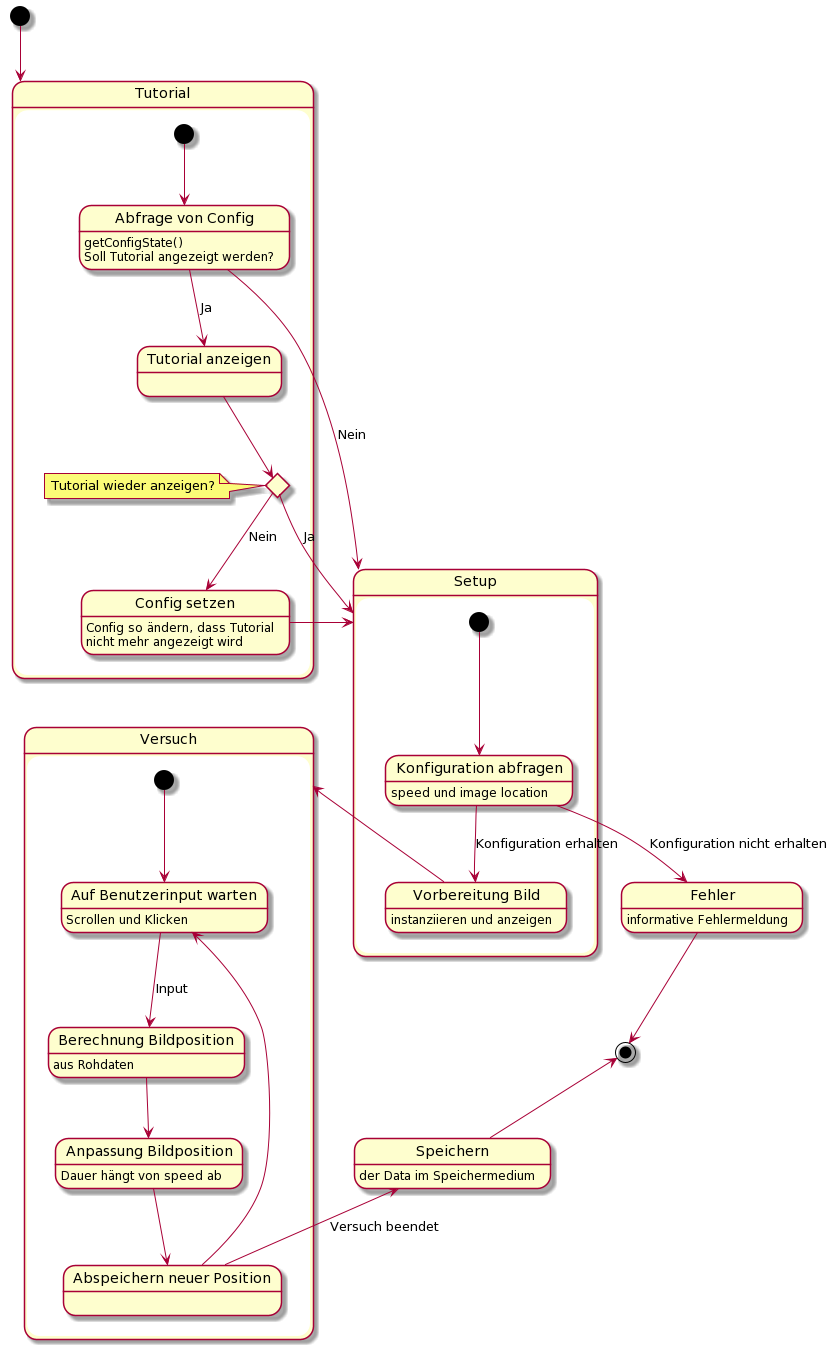 Tutorial
Abfrage von Config
getConfigState()
Soll Tutorial angezeigt werden?
Ja
Tutorial anzeigen
Nein
Tutorial wieder anzeigen?
Nein
Ja
Config setzen
Config so ändern, dass Tutorial
nicht mehr angezeigt wird
Setup
Konfiguration abfragen
speed und image location
Konfiguration erhalten
Konfiguration nicht erhalten
Vorbereitung Bild
instanziieren und anzeigen
Fehler
informative Fehlermeldung
Versuch
Auf Benutzerinput warten
Scrollen und Klicken
Input
Berechnung Bildposition
aus Rohdaten
Anpassung Bildposition
Dauer hängt von speed ab
Speichern
der Data im Speichermedium
Versuch beendet
Abspeichern neuer Position